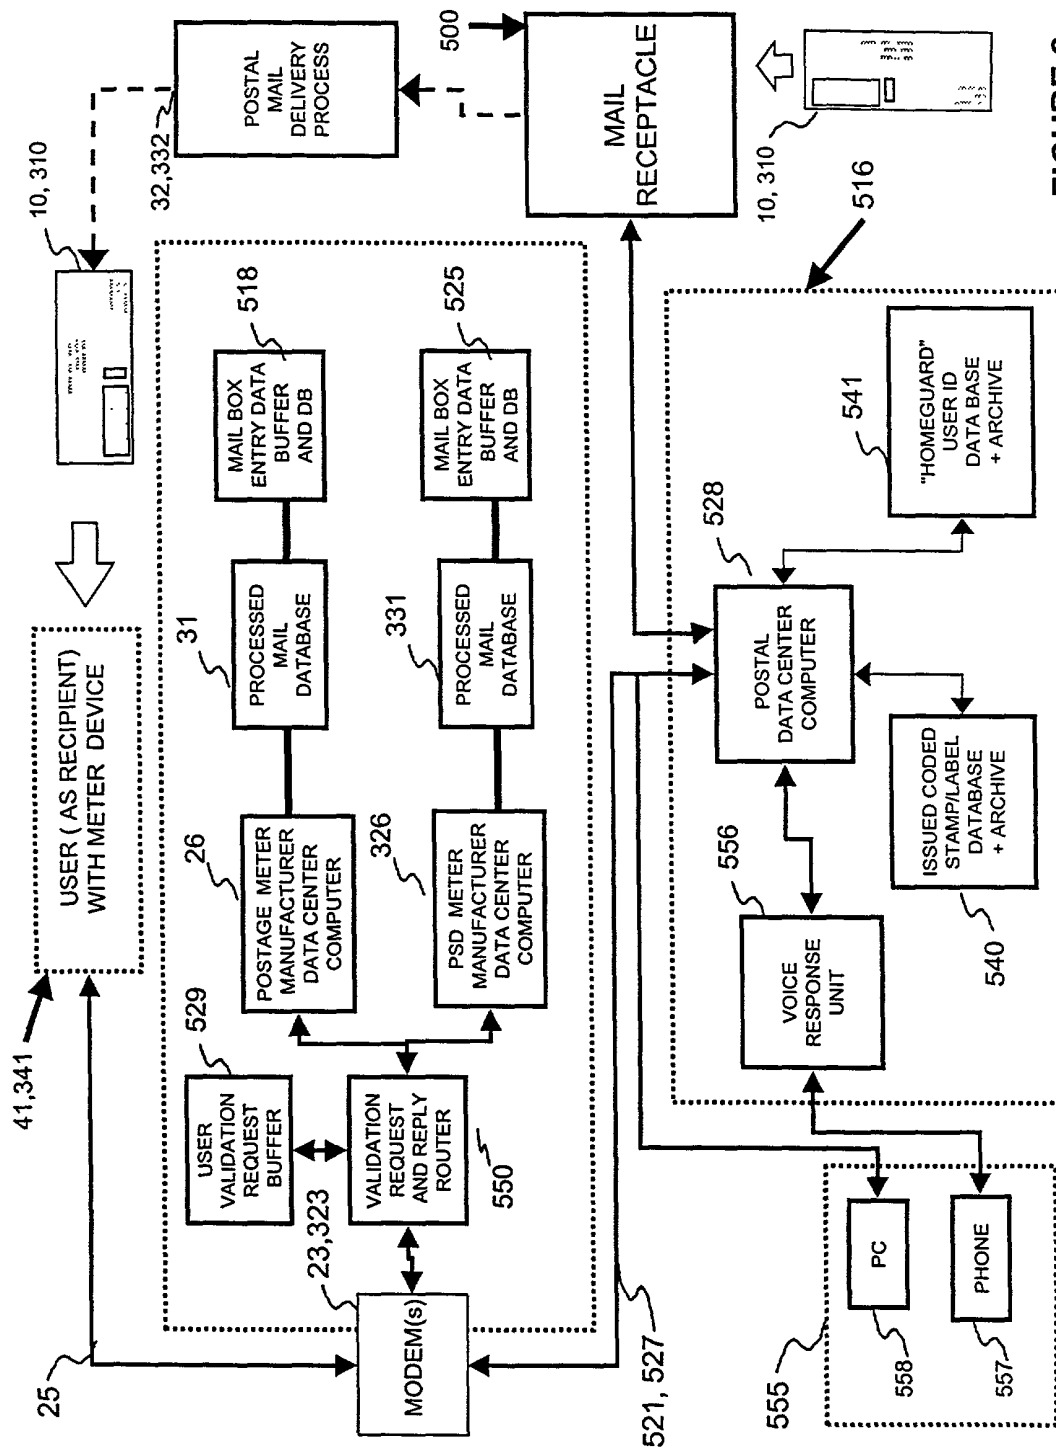 41,341
USER ( AS RECIPIENT)
WITH METER DEVICE
10, 310
32,332
POSTAL
MAIL
DELIVERY
PROCESS
25
23,323
MODEM(s)
529
USER
VALIDATION
REQUEST
BUFFER
VALIDATION
REQUEST
AND REPLY
ROUTER
550
26
POSTAGE METER
MANUFACTURER
DATA CENTER
COMPUTER
326
PSD METER
MANUFACTURER
DATA CENTER
COMPUTER
31
PROCESSED
MAIL
DATABASE
331
PROCESSED
MAIL
DATABASE
518
MAIL BOX
ENTRY DATA
BUFFER
AND DB
525
MAIL BOX
ENTRY DATA
BUFFER
AND DB
500
MAIL
RECEPTACLE
10, 310
521, 527
516
528
POSTAL
DATA CENTER
COMPUTER
541
"HOMEGUARD"
USER ID
DATA BASE
+ ARCHIVE
556
VOICE
RESPONSE
UNIT
ISSUED CODED
STAMP/LABEL
DATABASE
+ ARCHIVE
540
555
PC
558
PHONE
557